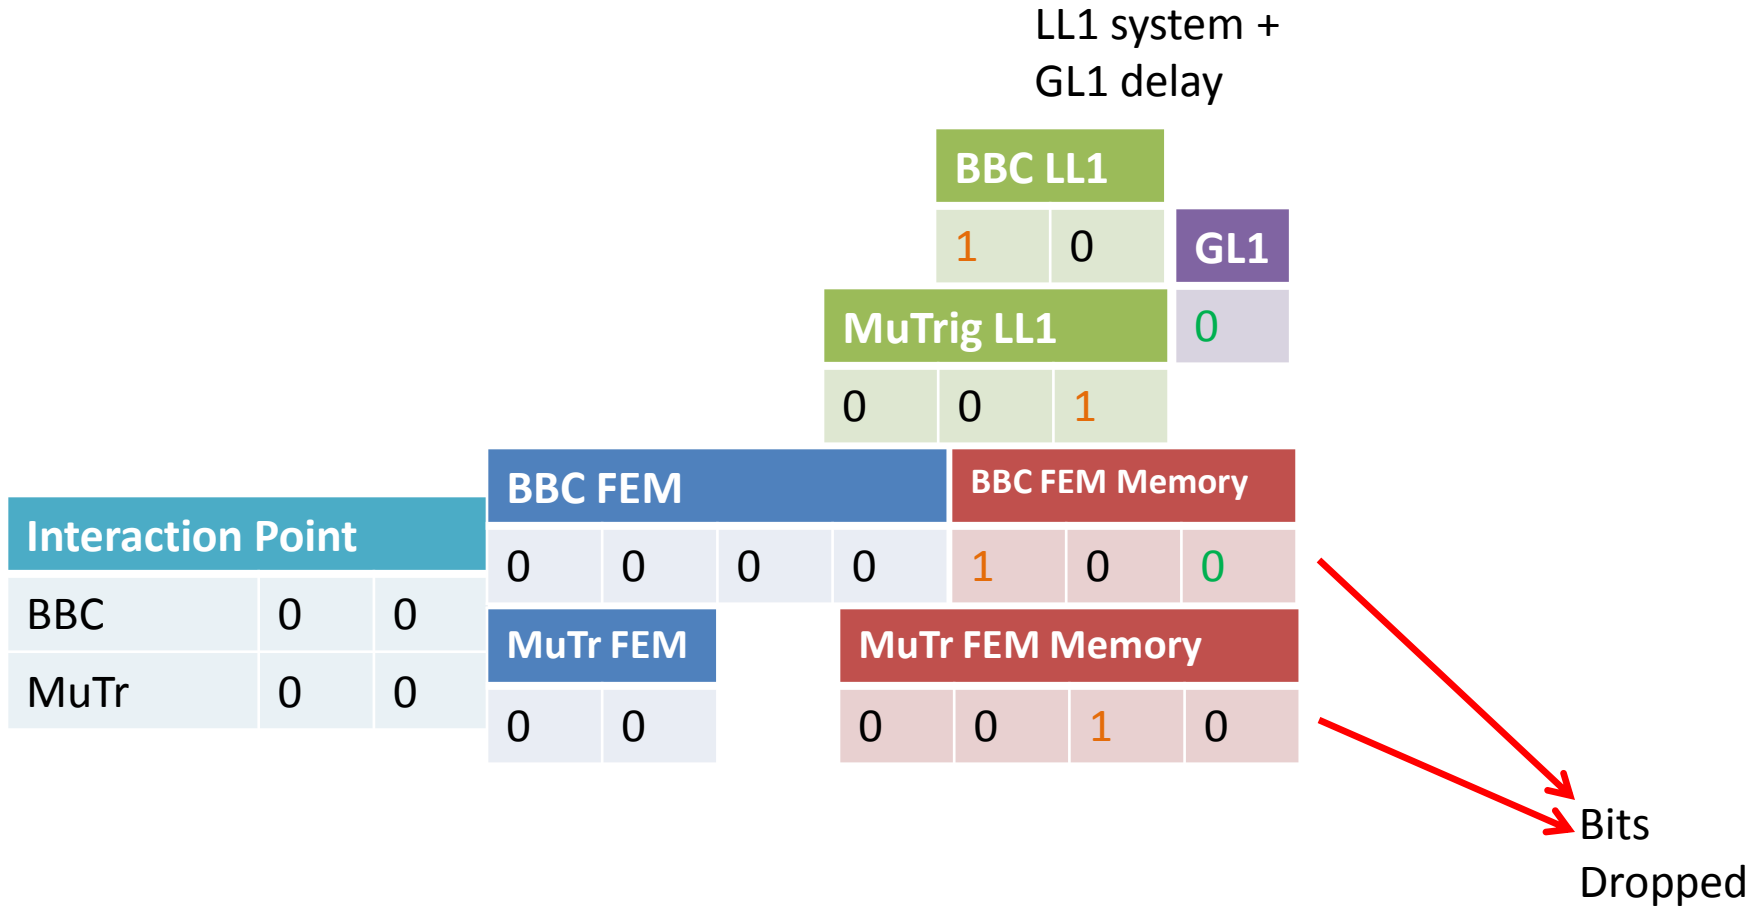 LL1 system +
GL1 delay
BBC LL1
1 0
GL1
0
MuTrig LL1
0 0 1
BBC FEM
0 0 0 0
BBC FEM Memory
1 0 0
Interaction Point
BBC 0 0
MuTr 0 0
MuTr FEM
0 0
MuTr FEM Memory
0 0 1 0
Bits
Dropped